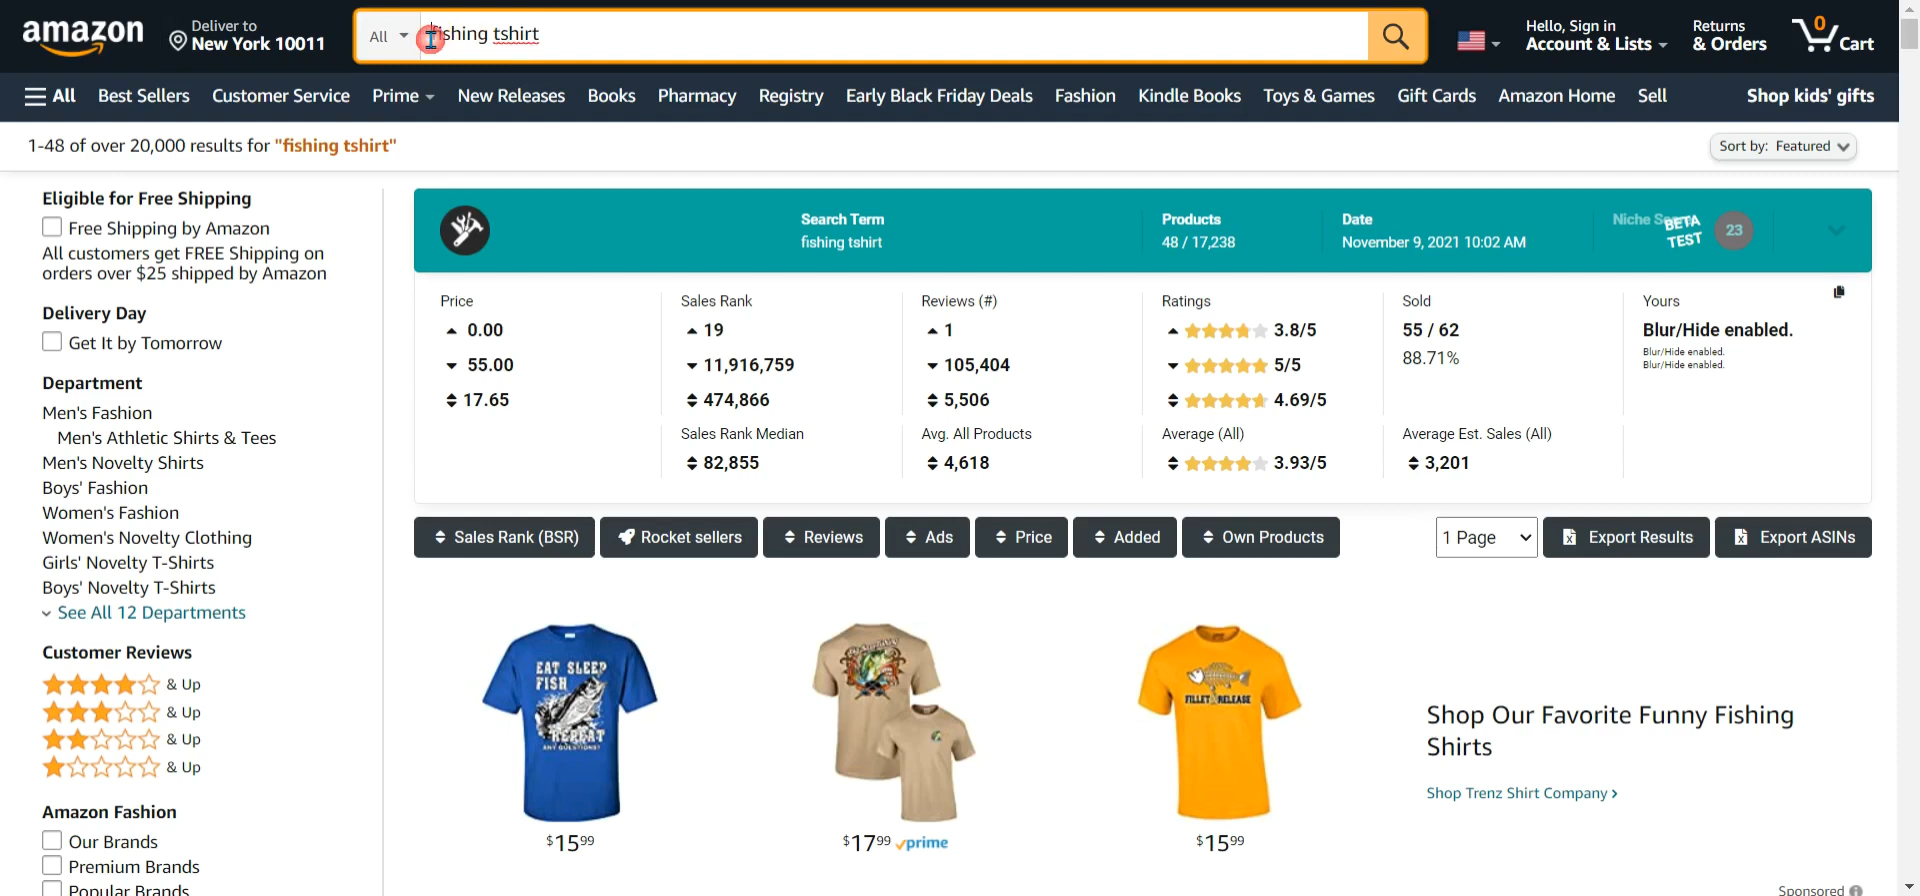 amazon
Deliver to
New York 10011
All
fishing tshirt
Hello, Sign in
Account & Lists
Returns
& Orders
0
Cart
All
Best Sellers
Customer Service
Prime
New Releases
Books
Pharmacy
Registry
Early Black Friday Deals
Fashion
Kindle Books
Toys & Games
Gift Cards
Amazon Home
Sell
Shop kids' gifts
1-48 of over 20,000 results for "fishing tshirt"
Sort by: Featured
Eligible for Free Shipping
Free Shipping by Amazon
All customers get FREE Shipping on
orders over $25 shipped by Amazon
Delivery Day
Get It by Tomorrow
Department
Men's Fashion
Men's Athletic Shirts & Tees
Men's Novelty Shirts
Boys' Fashion
Women's Fashion
Women's Novelty Clothing
Girls' Novelty T-Shirts
Boys' Novelty T-Shirts
See All 12 Departments
Customer Reviews
& Up
& Up
& Up
& Up
Amazon Fashion
Our Brands
Premium Brands
Popular Brands
Search Term
fishing tshirt
Products
48 / 17,238
Date
November 9, 2021 10:02 AM
Niche
BETA
TEST
23
Price
0.00
55.00
17.65
Sales Rank
19
11,916,759
474,866
Sales Rank Median
82,855
Reviews (#)
1
105,404
5,506
Avg. All Products
4,618
Ratings
3.8/5
5/5
4.69/5
Average (All)
3.93/5
Sold
55 / 62
88.71%
Average Est. Sales (All)
3,201
Yours
Blur/Hide enabled.
Blur/Hide enabled.
Blur/Hide enabled.
Sales Rank (BSR)
Rocket sellers
Reviews
Ads
Price
Added
Own Products
1 Page
Export Results
Export ASINs
EAT SLEEP
FISH
REPEAT
ANY QUESTIONS?
$1599
$1799 prime
FILLET & RELEASE
$1599
Shop Our Favorite Funny Fishing
Shirts
Shop Trenz Shirt Company
Sponsored